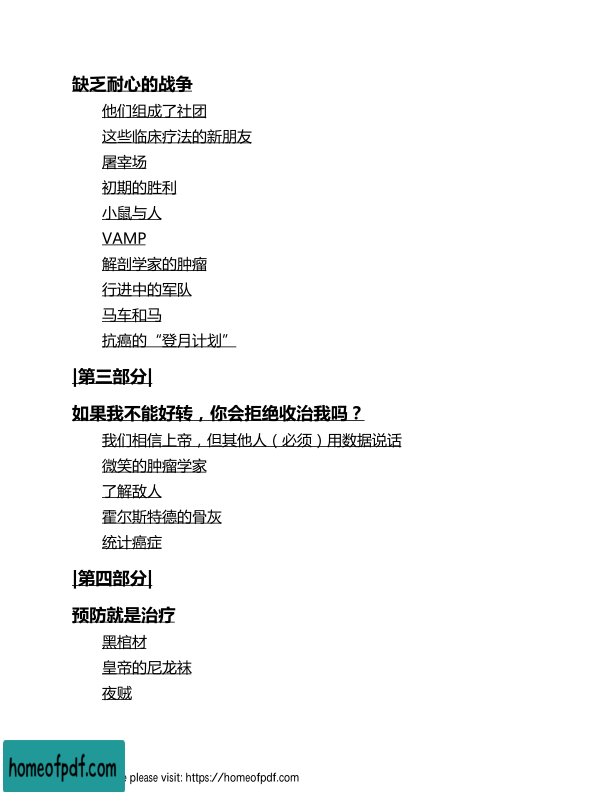 缺乏耐心的战争
他们组成了社团
这些临床疗法的新朋友
屠宰场
初期的胜利
小鼠与人
VAMP
解剖学家的肿瘤
行进中的军队
马车和马
抗癌的“登月计划”
|第三部分|
如果我不能好转，你会拒绝收治我吗？
我们相信上帝，但其他人（必须）用数据说话
微笑的肿瘤学家
了解敌人
霍尔斯特德的骨灰
统计癌症
|第四部分|
预防就是治疗
黑棺材
皇帝的尼龙袜
夜贼
homeofpdf.com
please visit: https://homeofpdf.com